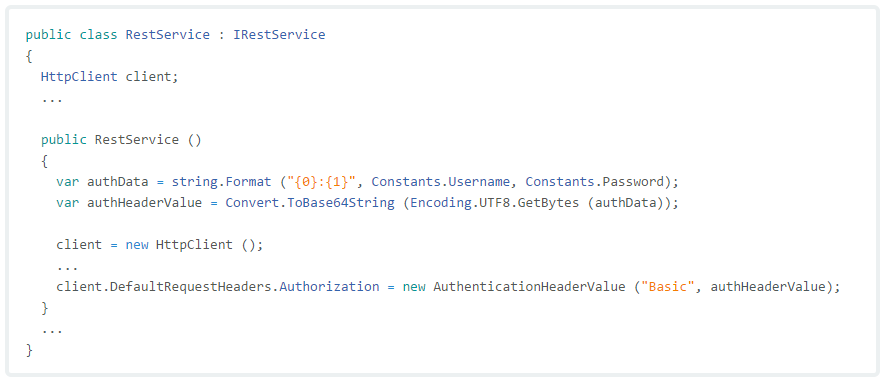 public class RestService : IRestService
{
  HttpClient client;
  ...

  public RestService ()
  {
    var authData = string.Format ("{0}:{1}", Constants.Username, Constants.Password);
    var authHeaderValue = Convert.ToBase64String (Encoding.UTF8.GetBytes (authData));

    client = new HttpClient ();
    ...
    client.DefaultRequestHeaders.Authorization = new AuthenticationHeaderValue ("Basic", authHeaderValue);
  }
  ...
}